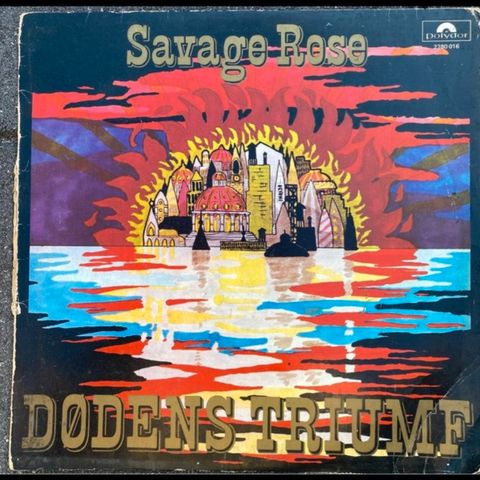 Savage Rose
Polydor
2380 016
DØDENS TRIUMF